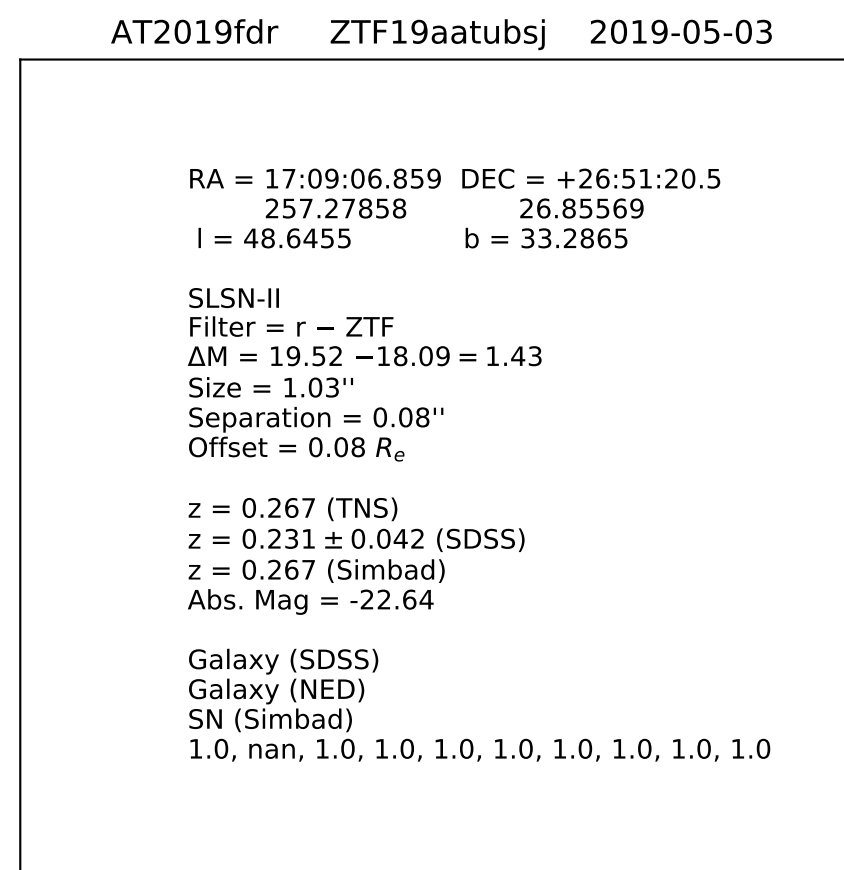 AT2019fdr ZTF19aatubsj 2019-05-03
RA = 17:09:06.859 DEC = +26:51:20.5
257.27858 26.85569
l = 48.6455 b = 33.2865
SLSN-II
Filter = r − ZTF
ΔM = 19.52 −18.09 = 1.43
Size = 1.03''
Separation = 0.08''
Offset = 0.08 Rₑ
z = 0.267 (TNS)
z = 0.231 ± 0.042 (SDSS)
z = 0.267 (Simbad)
Abs. Mag = -22.64
Galaxy (SDSS)
Galaxy (NED)
SN (Simbad)
1.0, nan, 1.0, 1.0, 1.0, 1.0, 1.0, 1.0, 1.0, 1.0